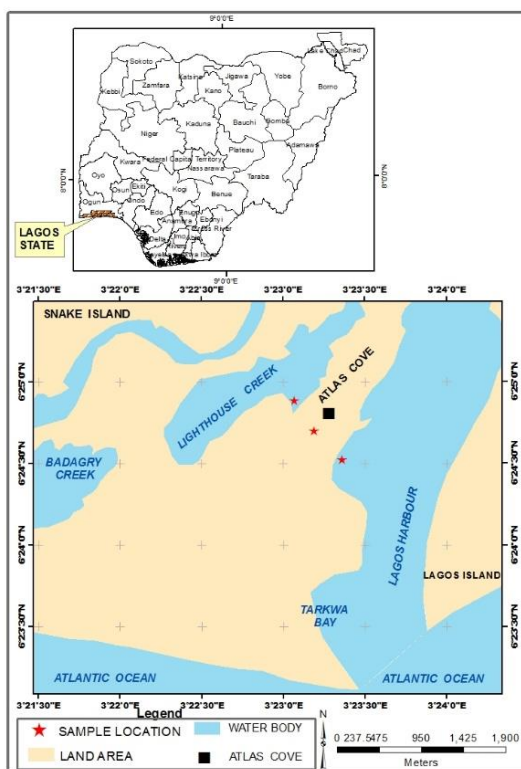 9°0'0"E
Lake Chad
Chad
Sokoto
Katsina
Jigawa
Yobe
Borno
Kebbi
Zamfara
Kano
Kaduna
Bauchi
Gombe
Adamawa
Niger
Plateau
8°0'0"N
8°0'0"N
Kwara
Federal Capital Territory
Nassarawa
Taraba
Oyo
Ekiti
Kogi
Benue
Ogun
Osun
Ondo
Edo
Enugu
Anambra
Ebonyi
Cross River
Delta
Imo
LAGOS
STATE
9°0'0"E
3°21'30"E
3°22'0"E
3°22'30"E
3°23'0"E
3°23'30"E
3°24'0"E
SNAKE ISLAND
6°25'0"N
6°25'0"N
LIGHTHOUSE CREEK
ATLAS COVE
BADAGRY
CREEK
6°24'30"N
6°24'30"N
LAGOS HARBOUR
6°24'0"N
6°24'0"N
LAGOS ISLAND
TARKWA
BAY
6°23'30"N
6°23'30"N
ATLANTIC OCEAN
ATLANTIC OCEAN
3°21'30"E
3°22'0"E
3°22'30"E
3°23'0"E
3°23'30"E
3°24'0"E
Legend
SAMPLE LOCATION
WATER BODY
LAND AREA
ATLAS COVE
N
0 237.5475 950 1,425 1,900
Meters